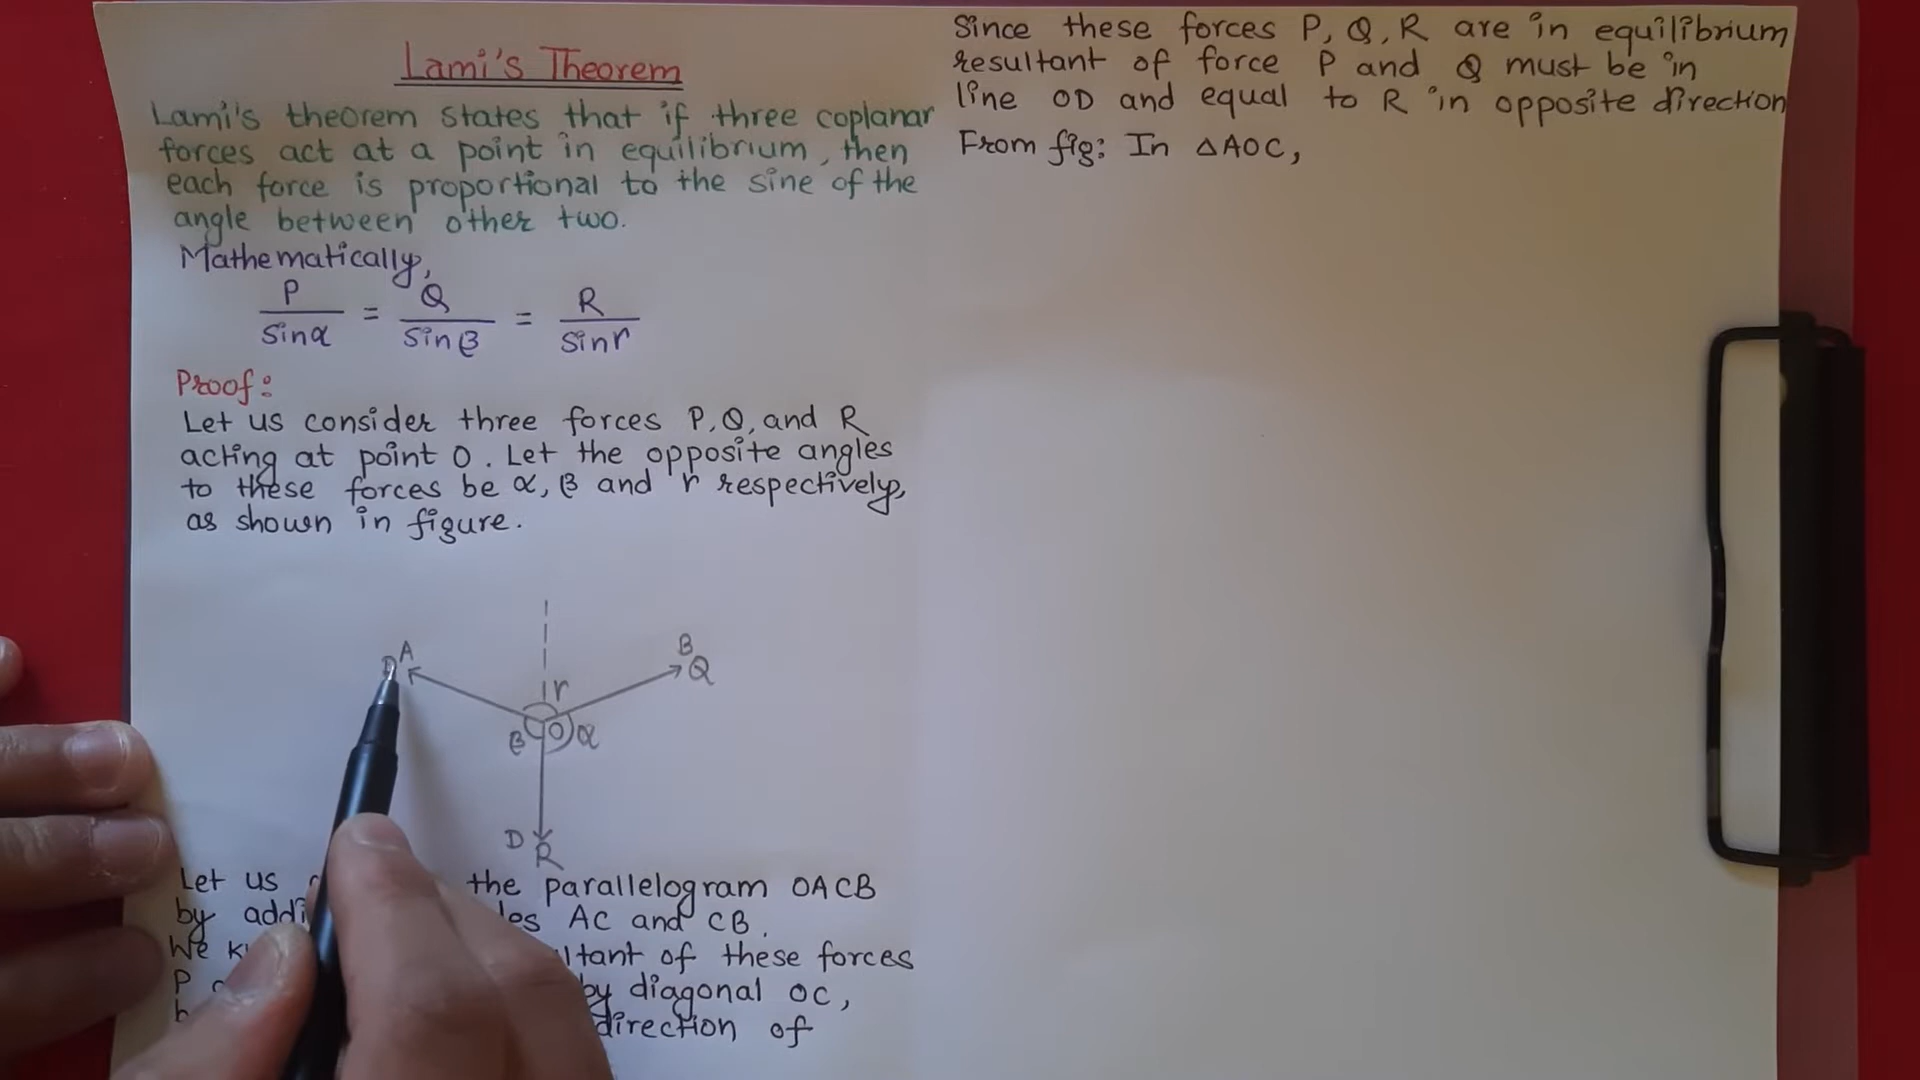 Lami's Theorem
Lami's theorem states that if three coplanar
forces act at a point in equilibrium, then
each force is proportional to the sine of the
angle between other two.
Mathematically,
P/sinα = Q/sinβ = R/sinr
Proof:
Let us consider three forces P, Q, and R
acting at point O. Let the opposite angles
to these forces be α, β and r respectively,
as shown in figure.
A
B
Q
r
β
O
α
D
R
Let us the parallelogram OACB
by AC and CB.
We of these forces
P by diagonal OC,
direction of
Since these forces P, Q, R are in equilibrium
resultant of force P and Q must be in
line OD and equal to R in opposite direction
From fig: In △AOC,